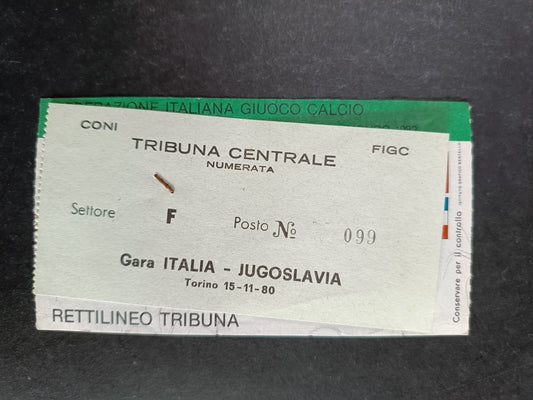 FEDERAZIONE ITALIANA GIUOCO CALCIO
CONI
FIGC
TRIBUNA CENTRALE
NUMERATA
Settore F Posto Nº 099
Gara ITALIA - JUGOSLAVIA
Torino 15-11-80
RETTILINEO TRIBUNA
Conservare per il controllo